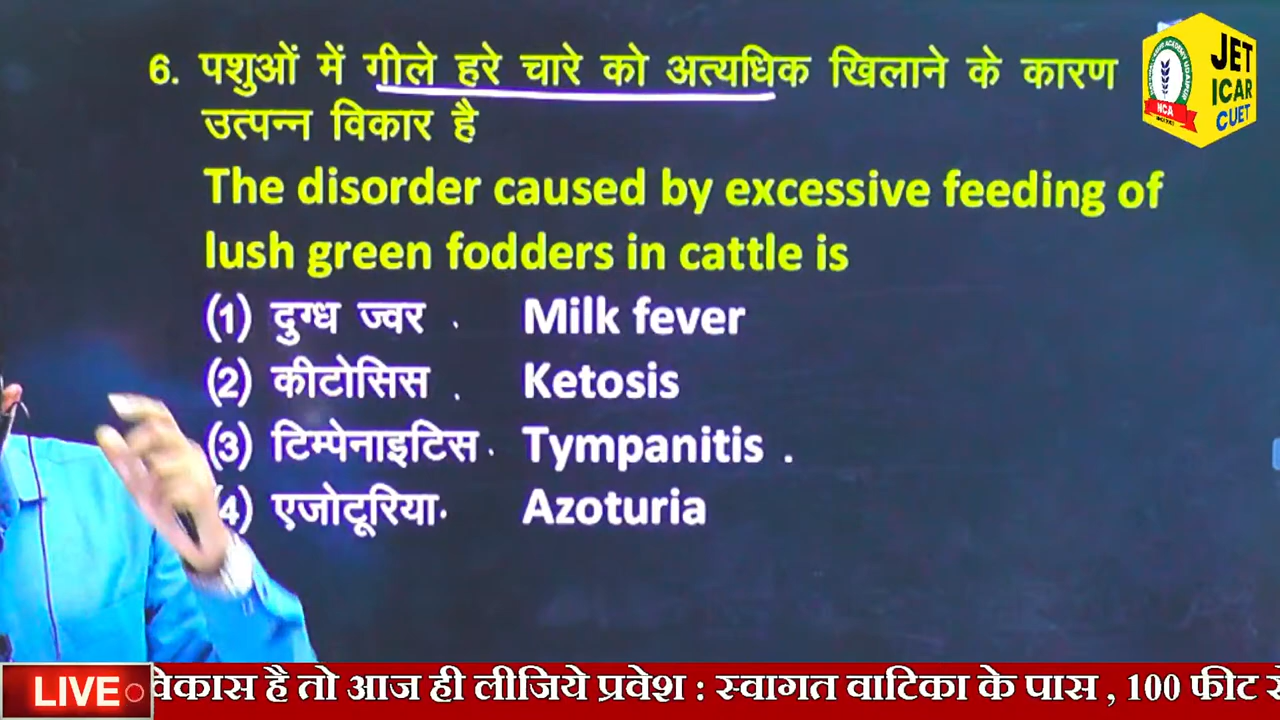 6. पशुओं में गीले हरे चारे को अत्यधिक खिलाने के कारण
उत्पन्न विकार है
The disorder caused by excessive feeding of
lush green fodders in cattle is
(1) दुग्ध ज्वर . Milk fever
(2) कीटोसिस . Ketosis
(3) टिम्पेनाइटिस . Tympanitis .
(4) एजोटूरिया. Azoturia
JET
ICAR
CUET
NCA
LIVE
विकास है तो आज ही लीजिये प्रवेश : स्वागत वाटिका के पास , 100 फीट